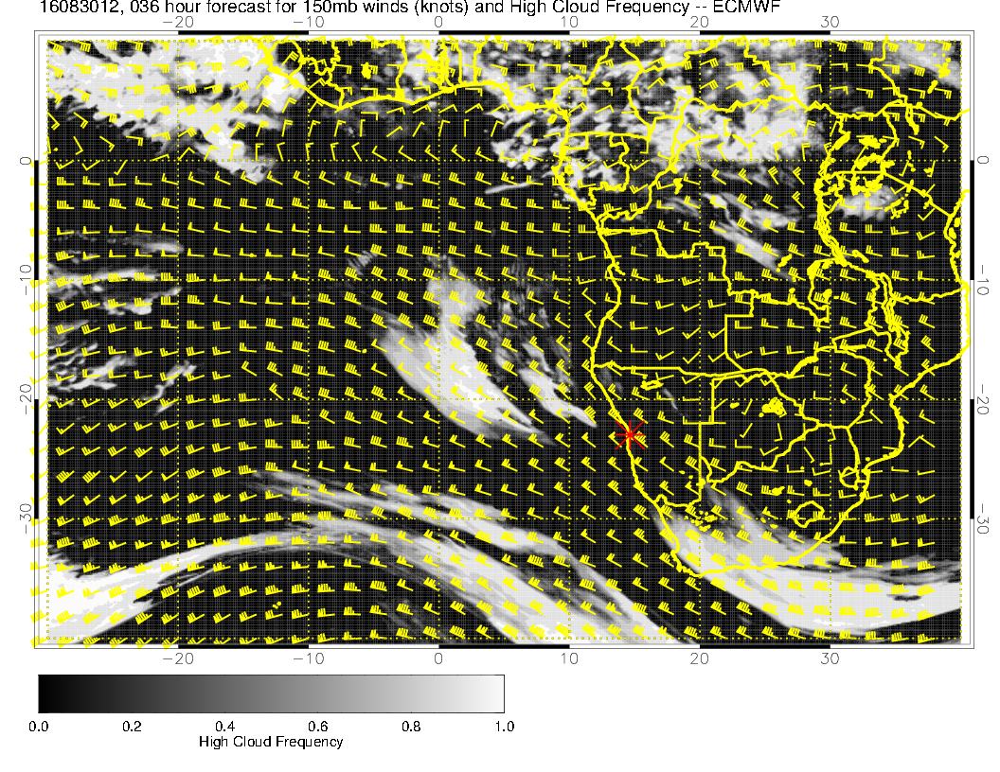 16083012, 036 hour forecast for 150mb winds (knots) and High Cloud Frequency -- ECMWF
−20 −10 0 10 20 30
0 0
−10 −10
−20 −20
−30 −30
−20 −10 0 10 20 30
0.0 0.2 0.4 0.6 0.8 1.0
High Cloud Frequency